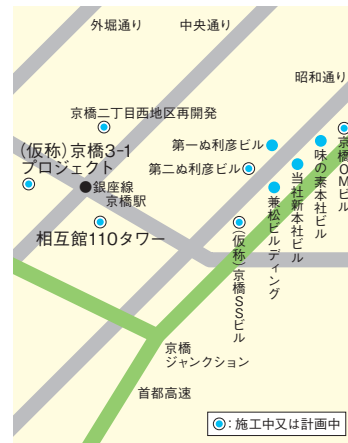 外堀通り
中央通り
昭和通り
京橋二丁目西地区再開発
(仮称)京橋3-1
プロジェクト
第一ぬ利彦ビル
第二ぬ利彦ビル
銀座線
京橋駅
相互館110タワー
京橋OMビル
味の素本社ビル
当社新本社ビル
兼松ビルディング
(仮称)京橋SSビル
京橋
ジャンクション
首都高速
◎:施工中又は計画中